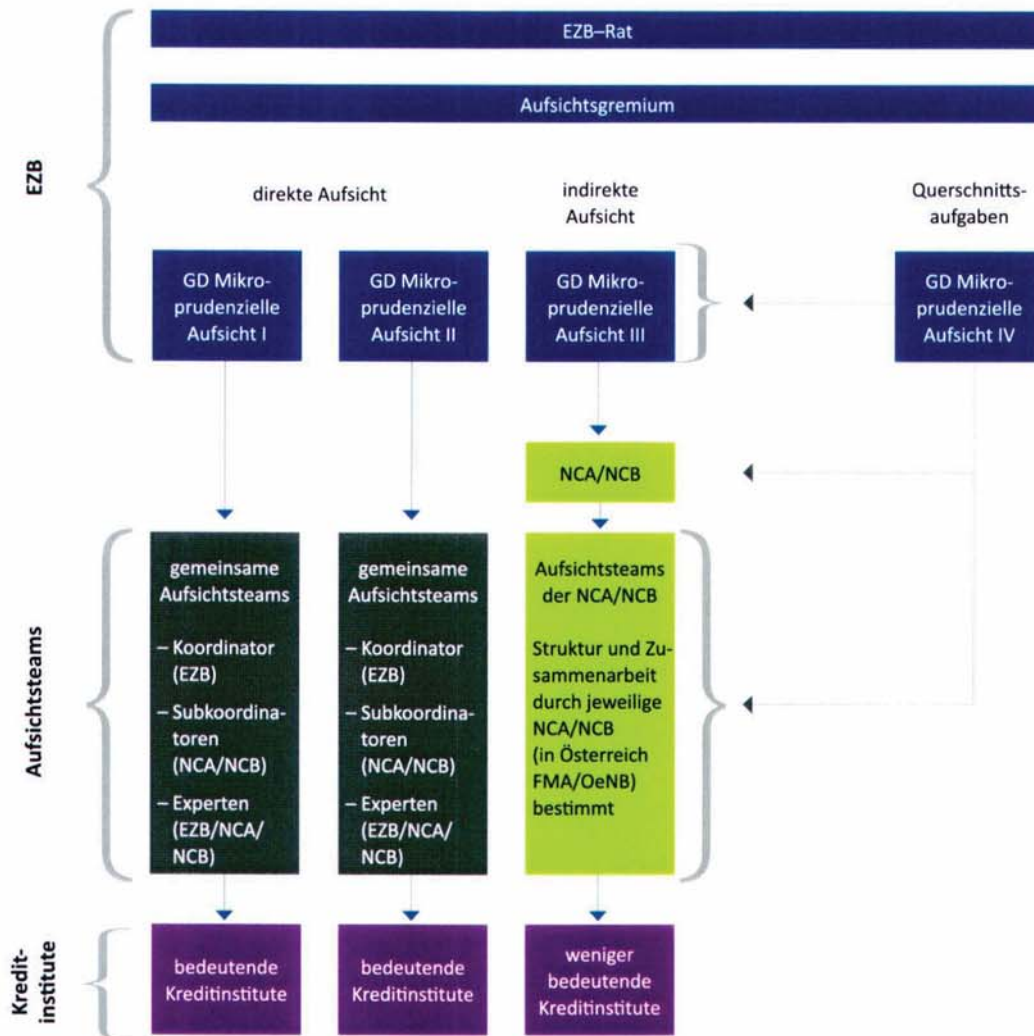 EZB–Rat
Aufsichtsgremium
EZB
direkte Aufsicht
indirekte
Aufsicht
Querschnitts-
aufgaben
GD Mikro-
prudenzielle
Aufsicht I
GD Mikro-
prudenzielle
Aufsicht II
GD Mikro-
prudenzielle
Aufsicht III
GD Mikro-
prudenzielle
Aufsicht IV
NCA/NCB
Aufsichtsteams
gemeinsame
Aufsichtsteams
– Koordinator
(EZB)
– Subkoordina-
toren
(NCA/NCB)
– Experten
(EZB/NCA/
NCB)
gemeinsame
Aufsichtsteams
– Koordinator
(EZB)
– Subkoordina-
toren
(NCA/NCB)
– Experten
(EZB/NCA/
NCB)
Aufsichtsteams
der NCA/NCB
Struktur und Zu-
sammenarbeit
durch jeweilige
NCA/NCB
(in Österreich
FMA/OeNB)
bestimmt
Kredit-
institute
bedeutende
Kreditinstitute
bedeutende
Kreditinstitute
weniger
bedeutende
Kreditinstitute